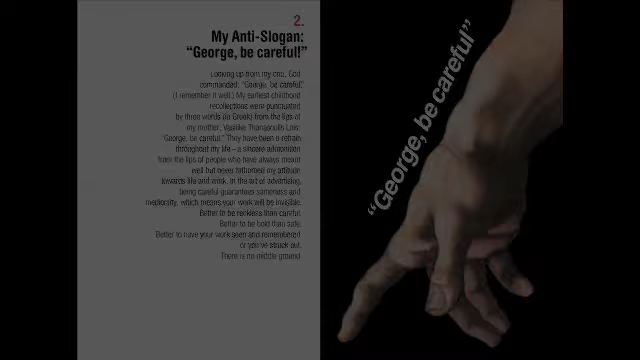 2.
My Anti-Slogan:
"George, be careful!"
Looking up from my crib, God
commanded: "George, be careful."
(I remember it well.) My earliest childhood
recollections were punctuated
by three words (in Greek) from the lips of
my mother, Vasilike Thanasoulis Lois:
"George, be careful." They have been a refrain
throughout my life – a sincere admonition
from the lips of people who have always meant
well but never fathomed my attitude
towards life and work. In the art of advertising,
being careful guarantees sameness and
mediocrity, which means your work will be invisible.
Better to be reckless than careful.
Better to be bold than safe.
Better to have your work seen and remembered
or you've struck out.
There is no middle ground
"George, be careful"